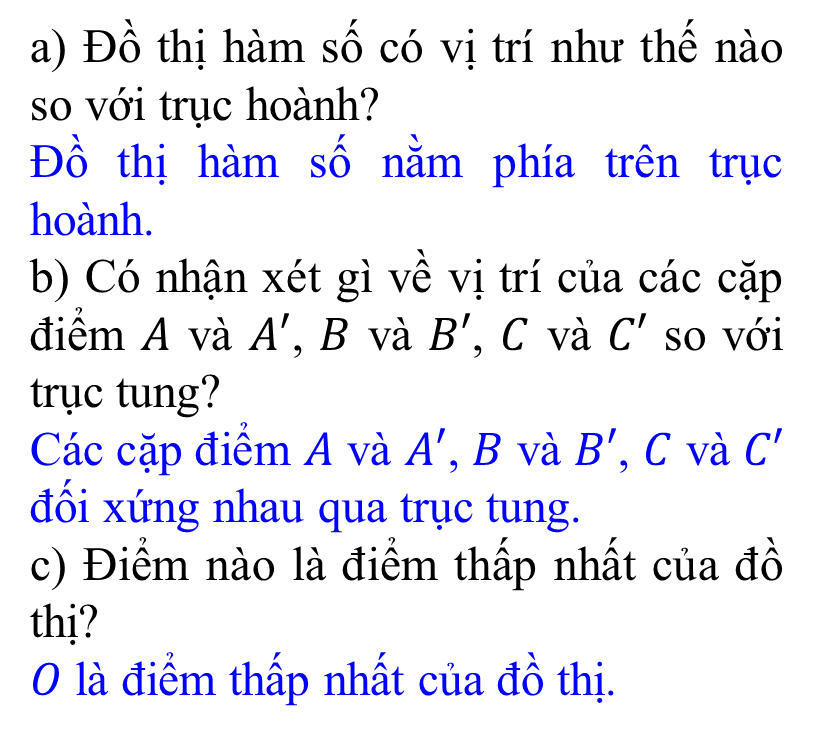 a) Đồ thị hàm số có vị trí như thế nào
so với trục hoành?
Đồ thị hàm số nằm phía trên trục
hoành.
b) Có nhận xét gì về vị trí của các cặp
điểm A và A′, B và B′, C và C′ so với
trục tung?
Các cặp điểm A và A′, B và B′, C và C′
đối xứng nhau qua trục tung.
c) Điểm nào là điểm thấp nhất của đồ
thị?
O là điểm thấp nhất của đồ thị.